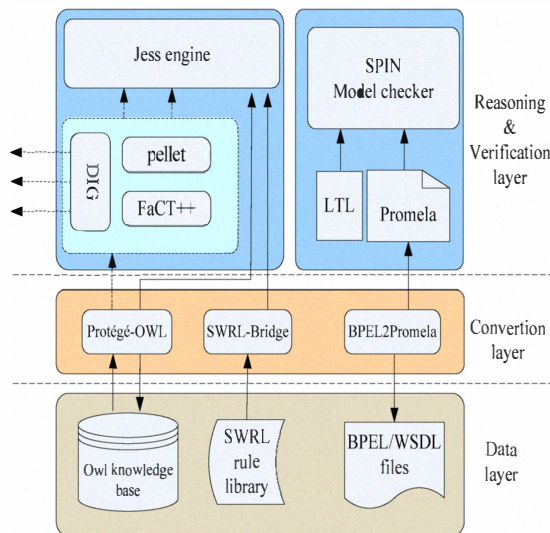 Jess engine
SPIN
Model checker
Reasoning
&
Verification
layer
DIG
pellet
FaCT++
LTL
Promela
Protégé-OWL
SWRL-Bridge
BPEL2Promela
Convertion
layer
Owl knowledge
base
SWRL
rule
library
BPEL/WSDL
files
Data
layer